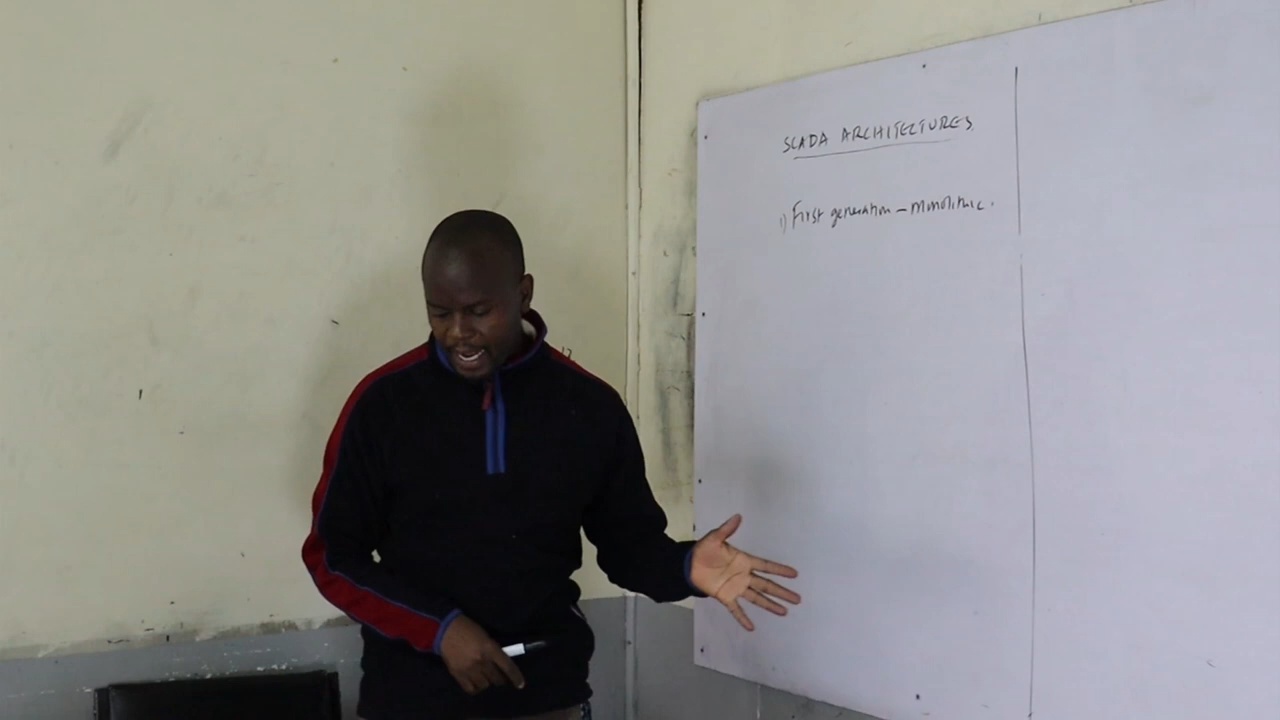 SCADA ARCHITECTURES
1) First generation – monolithic.